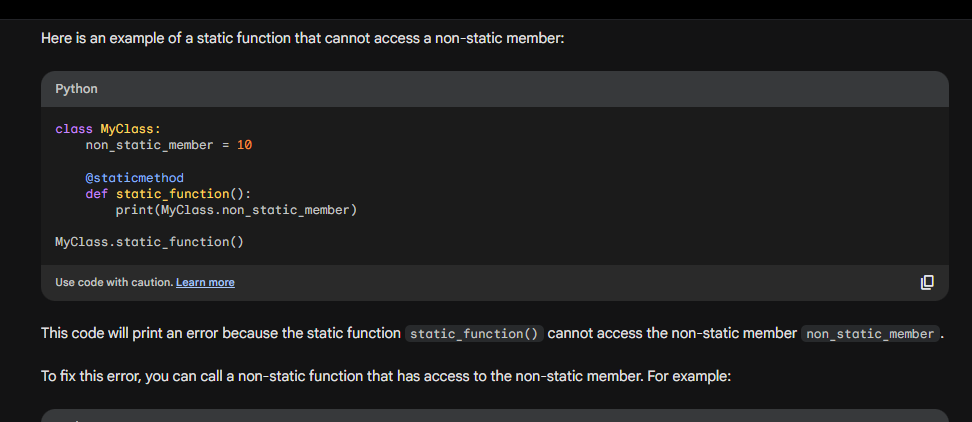 Here is an example of a static function that cannot access a non-static member:
Python
class MyClass:
    non_static_member = 10

    @staticmethod
    def static_function():
        print(MyClass.non_static_member)

MyClass.static_function()
Use code with caution. Learn more
This code will print an error because the static function static_function() cannot access the non-static member non_static_member.
To fix this error, you can call a non-static function that has access to the non-static member. For example: